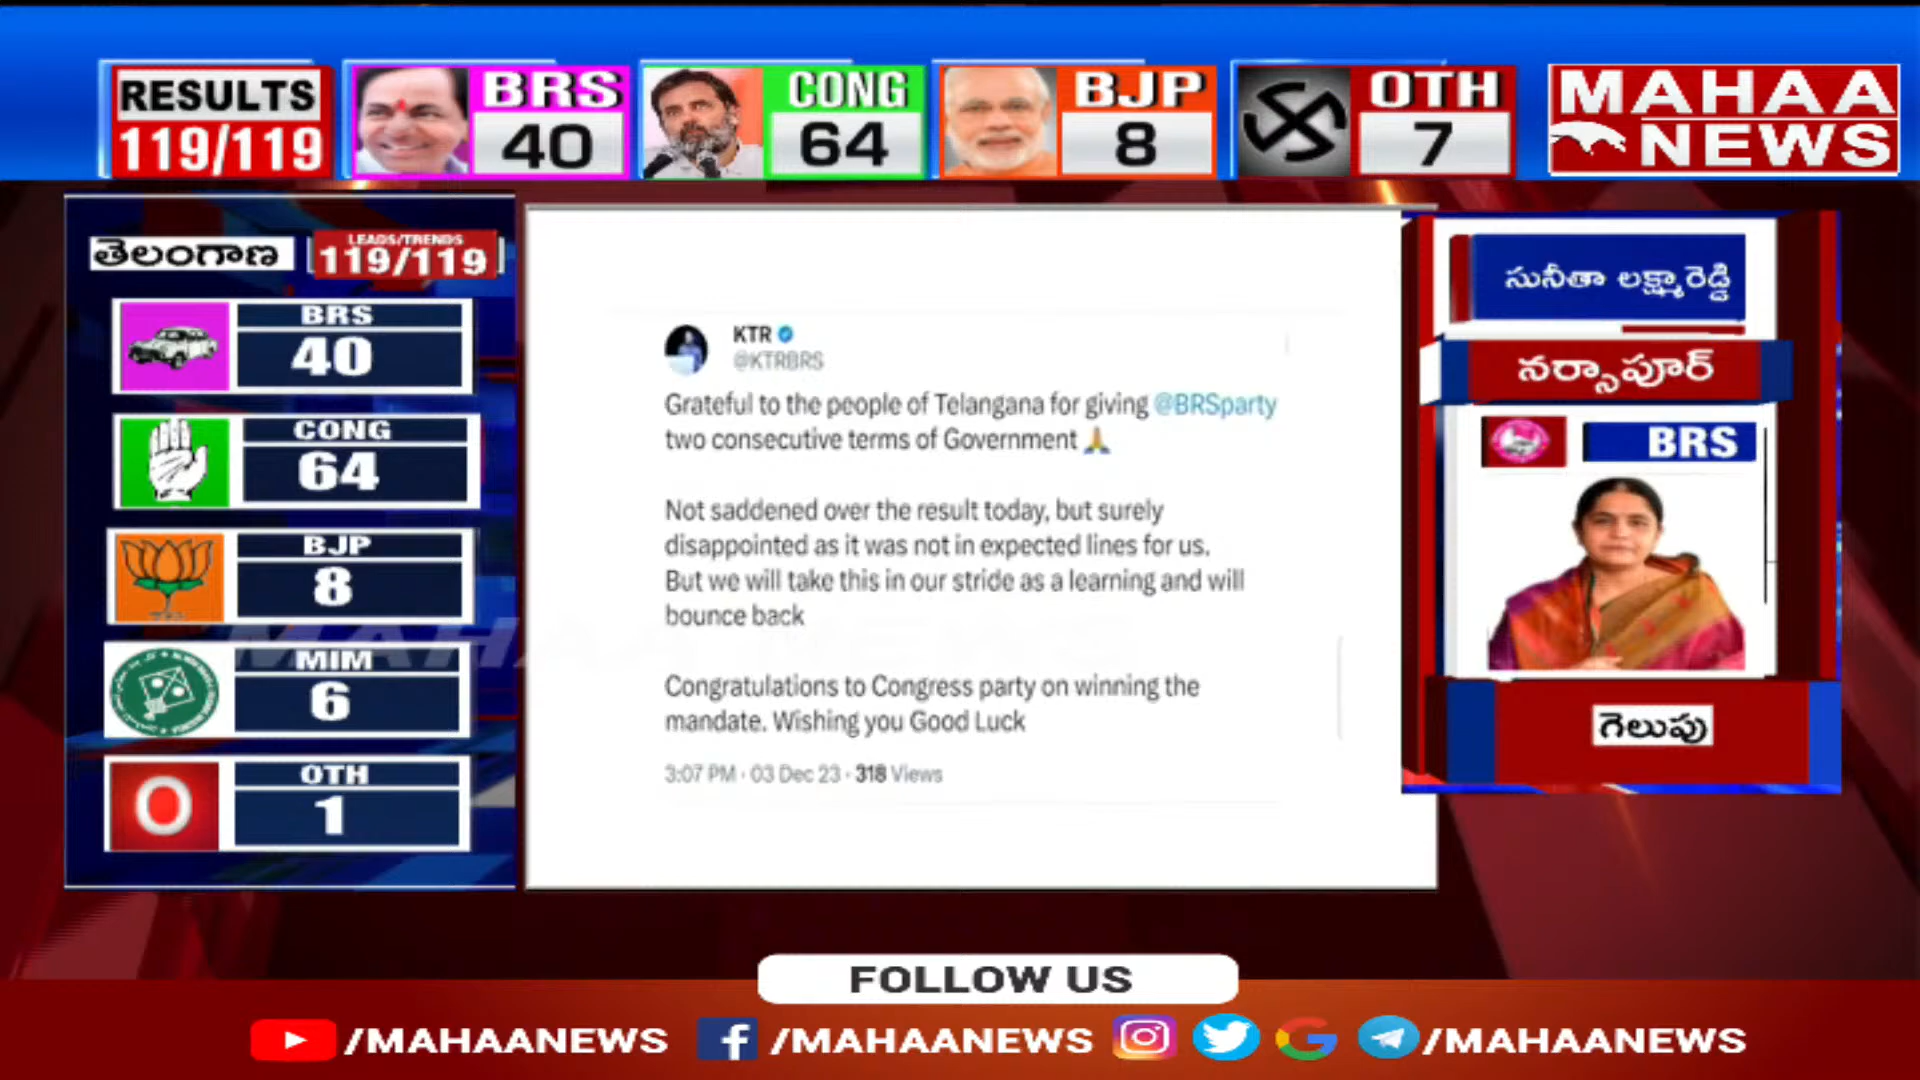 RESULTS
119/119
BRS
40
CONG
64
BJP
8
OTH
7
MAHAA
NEWS
తెలంగాణ
LEADS/TRENDS
119/119
BRS
40
CONG
64
BJP
8
MIM
6
OTH
1
KTR
@KTRBRS
Grateful to the people of Telangana for giving @BRSparty
two consecutive terms of Government 🙏
Not saddened over the result today, but surely
disappointed as it was not in expected lines for us.
But we will take this in our stride as a learning and will
bounce back
Congratulations to Congress party on winning the
mandate. Wishing you Good Luck
3:07 PM · 03 Dec 23 · 318 Views
MAHAA NEWS
సునీతా లక్ష్మారెడ్డి
నర్సాపూర్
BRS
గెలుపు
FOLLOW US
/MAHAANEWS
/MAHAANEWS
/MAHAANEWS